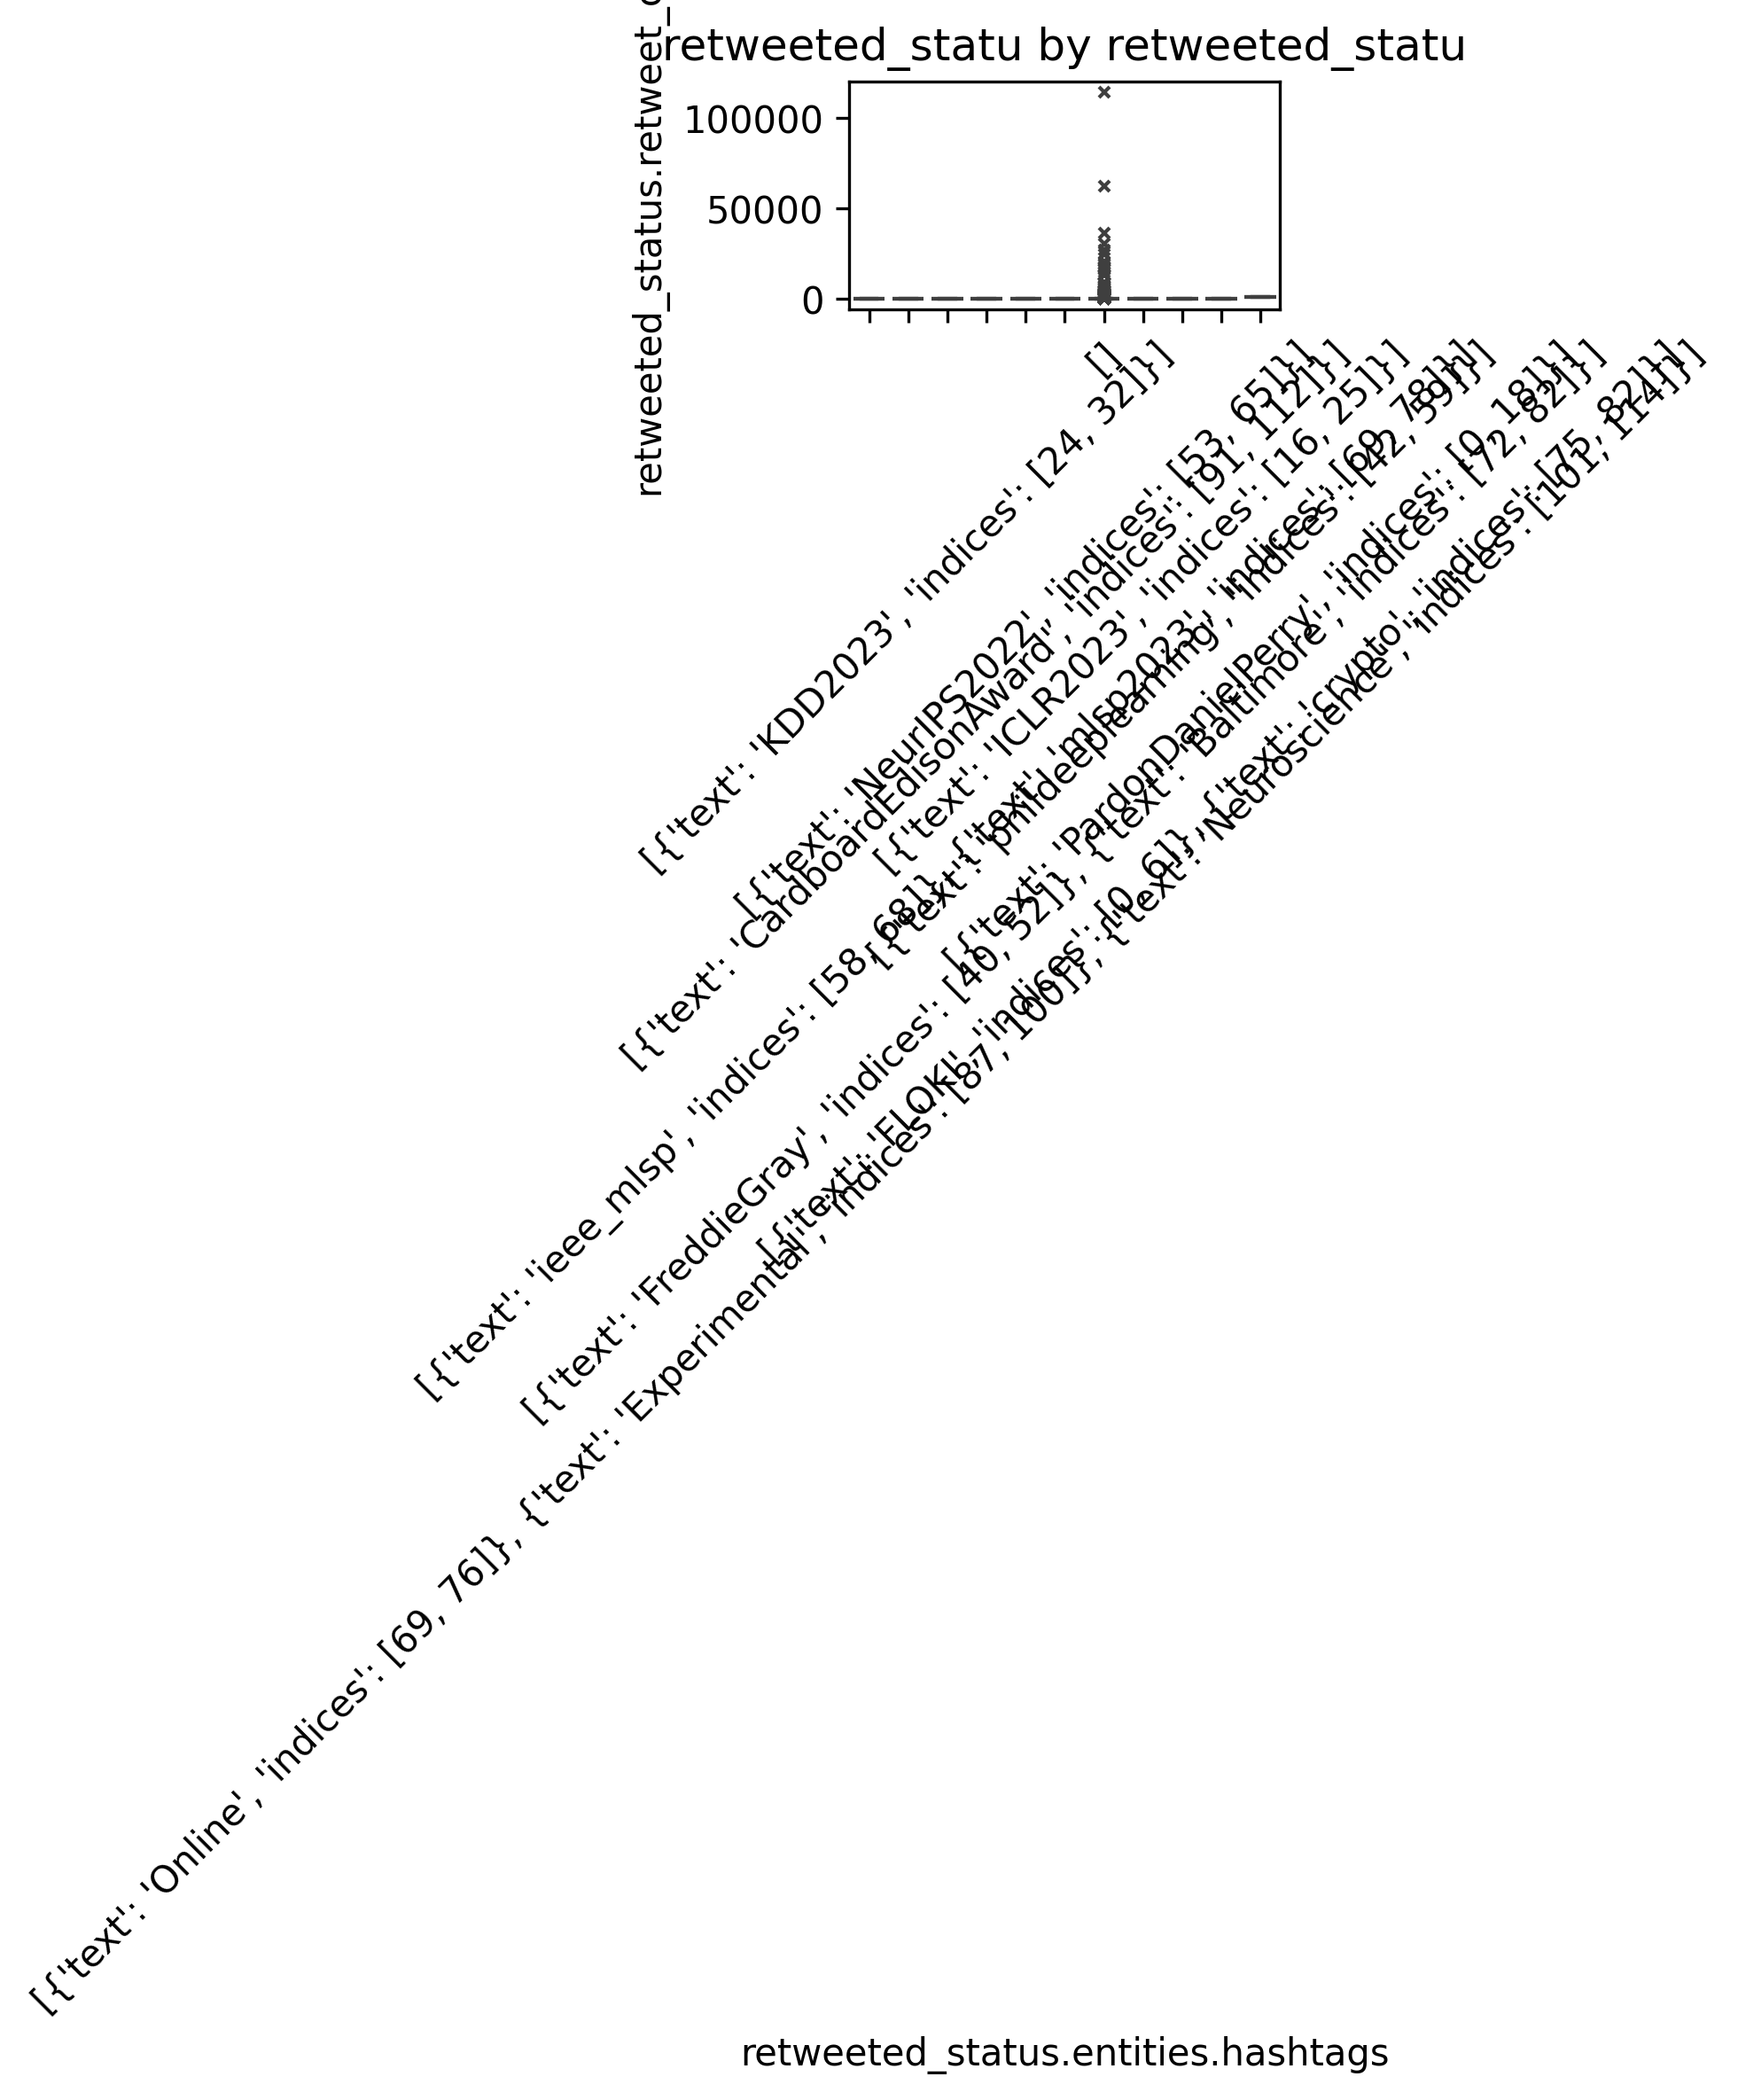 retweeted_statu by retweeted_statu
retweeted_status.retweet_
100000
50000
0
[{'text': 'Online', 'indices': [69, 76]}, {'text': 'Experimental', 'indices': [87, 100]}, {'text': 'Neuroscience', 'indices': [101, 114]}]
[{'text': 'KDD2023', 'indices': [24, 32]}]
[{'text': 'ieee_mlsp', 'indices': [58, 68]}, {'text': 'mlsp2023', 'indices': [69, 78]}]
[{'text': 'CardboardEdisonAward', 'indices': [91, 112]}]
[{'text': 'NeurIPS2022', 'indices': [53, 65]}]
[{'text': 'FreddieGray', 'indices': [40, 52]}, {'text': 'Baltimore', 'indices': [72, 82]}]
[]
[{'text': 'ICLR2023', 'indices': [16, 25]}]
[{'text': 'phildeeplearning', 'indices': [42, 59]}]
[{'text': 'FLOKI', 'indices': [0, 6]}, {'text': 'crypto', 'indices': [75, 82]}]
[{'text': 'PardonDanielPerry', 'indices': [0, 18]}]
retweeted_status.entities.hashtags